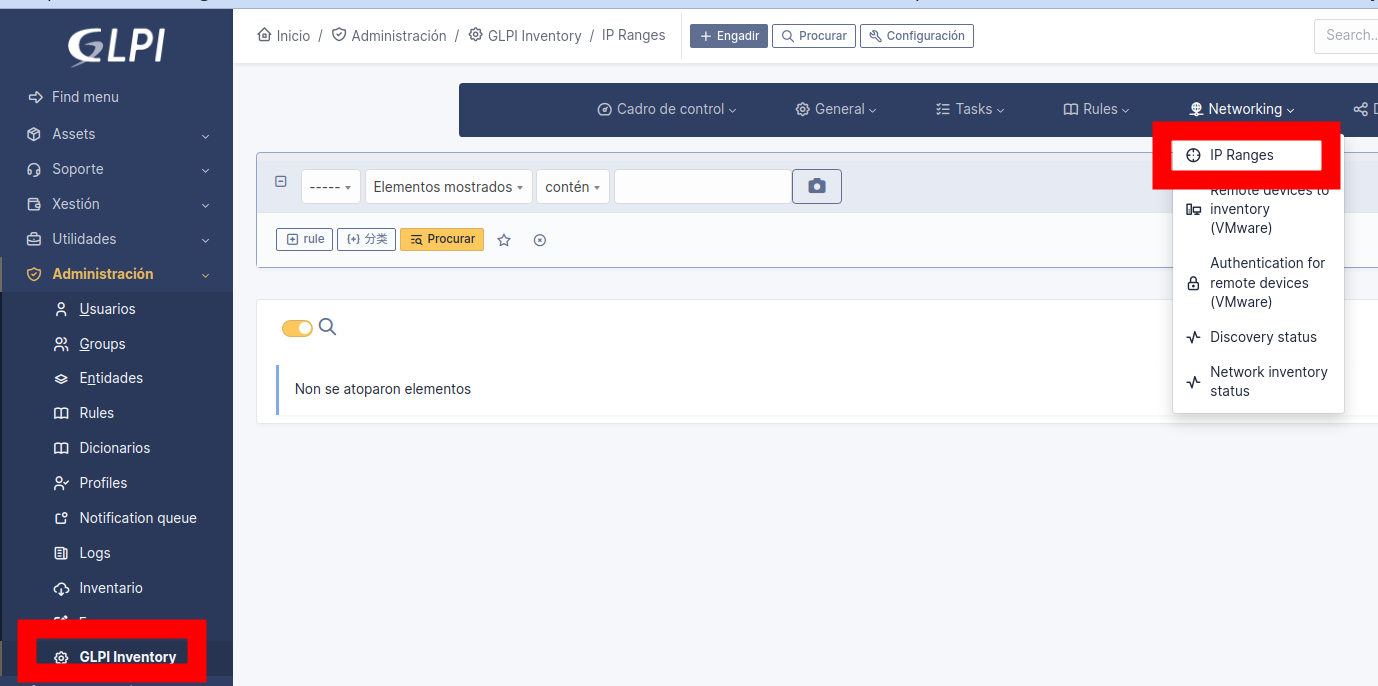 GLPI
Inicio / Administración / GLPI Inventory / IP Ranges
Engadir
Procurar
Configuración
Search..
Find menu
Assets
Soporte
Xestión
Utilidades
Administración
Usuarios
Groups
Entidades
Rules
Dicionarios
Profiles
Notification queue
Logs
Inventario
GLPI Inventory
Cadro de control
General
Tasks
Rules
Networking
IP Ranges
Remote devices to
inventory
(VMware)
Authentication for
remote devices
(VMware)
Discovery status
Network inventory
status
-----
Elementos mostrados
contén
rule
(+) 分类
Procurar
Non se atoparon elementos